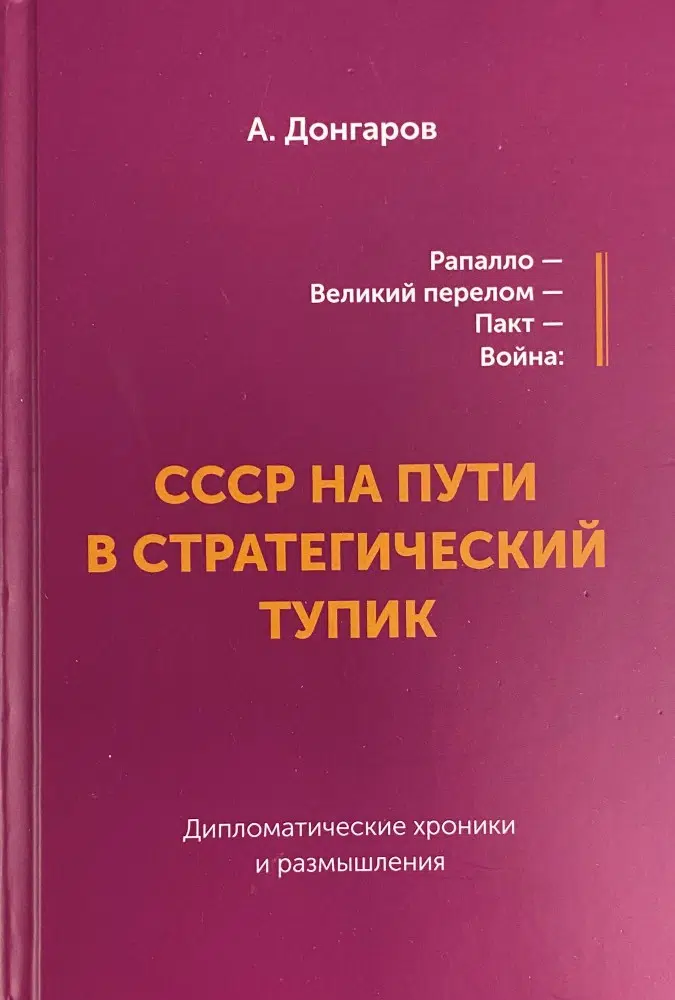 А. Донгаров
Рапалло —
Великий перелом —
Пакт —
Война:
СССР НА ПУТИ
В СТРАТЕГИЧЕСКИЙ
ТУПИК
Дипломатические хроники
и размышления